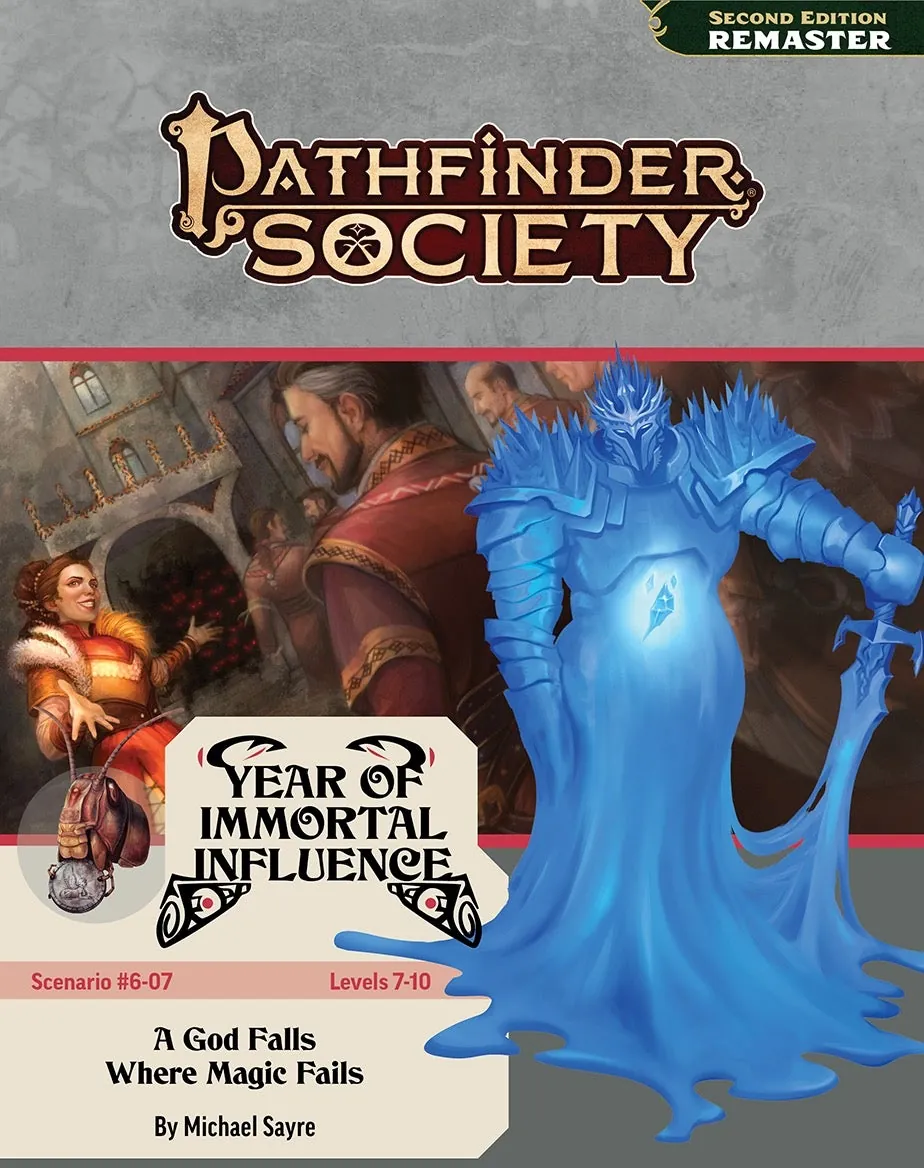 SECOND EDITION
REMASTER
PATHFINDER
SOCIETY
®
YEAR OF
IMMORTAL
INFLUENCE
Scenario #6-07 Levels 7-10
A God Falls
Where Magic Fails
By Michael Sayre